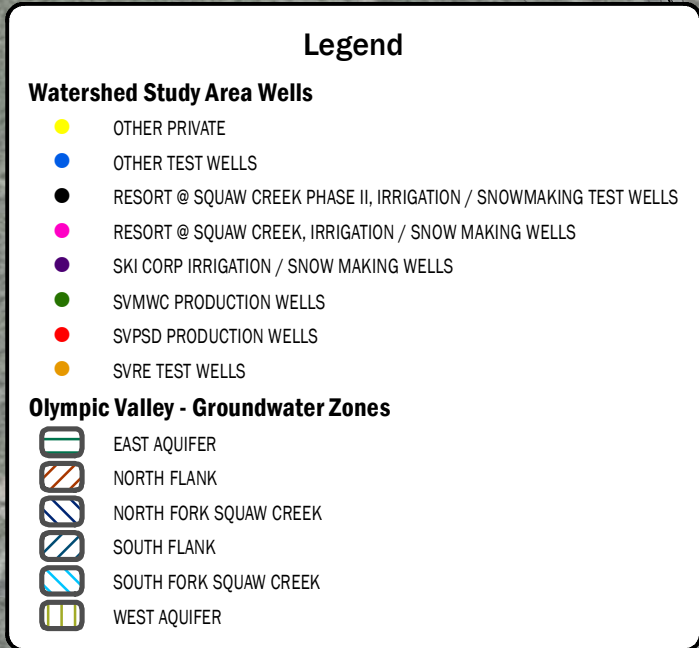 Legend
Watershed Study Area Wells
OTHER PRIVATE
OTHER TEST WELLS
RESORT @ SQUAW CREEK PHASE II, IRRIGATION / SNOWMAKING TEST WELLS
RESORT @ SQUAW CREEK, IRRIGATION / SNOW MAKING WELLS
SKI CORP IRRIGATION / SNOW MAKING WELLS
SVMWC PRODUCTION WELLS
SVPSD PRODUCTION WELLS
SVRE TEST WELLS
Olympic Valley - Groundwater Zones
EAST AQUIFER
NORTH FLANK
NORTH FORK SQUAW CREEK
SOUTH FLANK
SOUTH FORK SQUAW CREEK
WEST AQUIFER